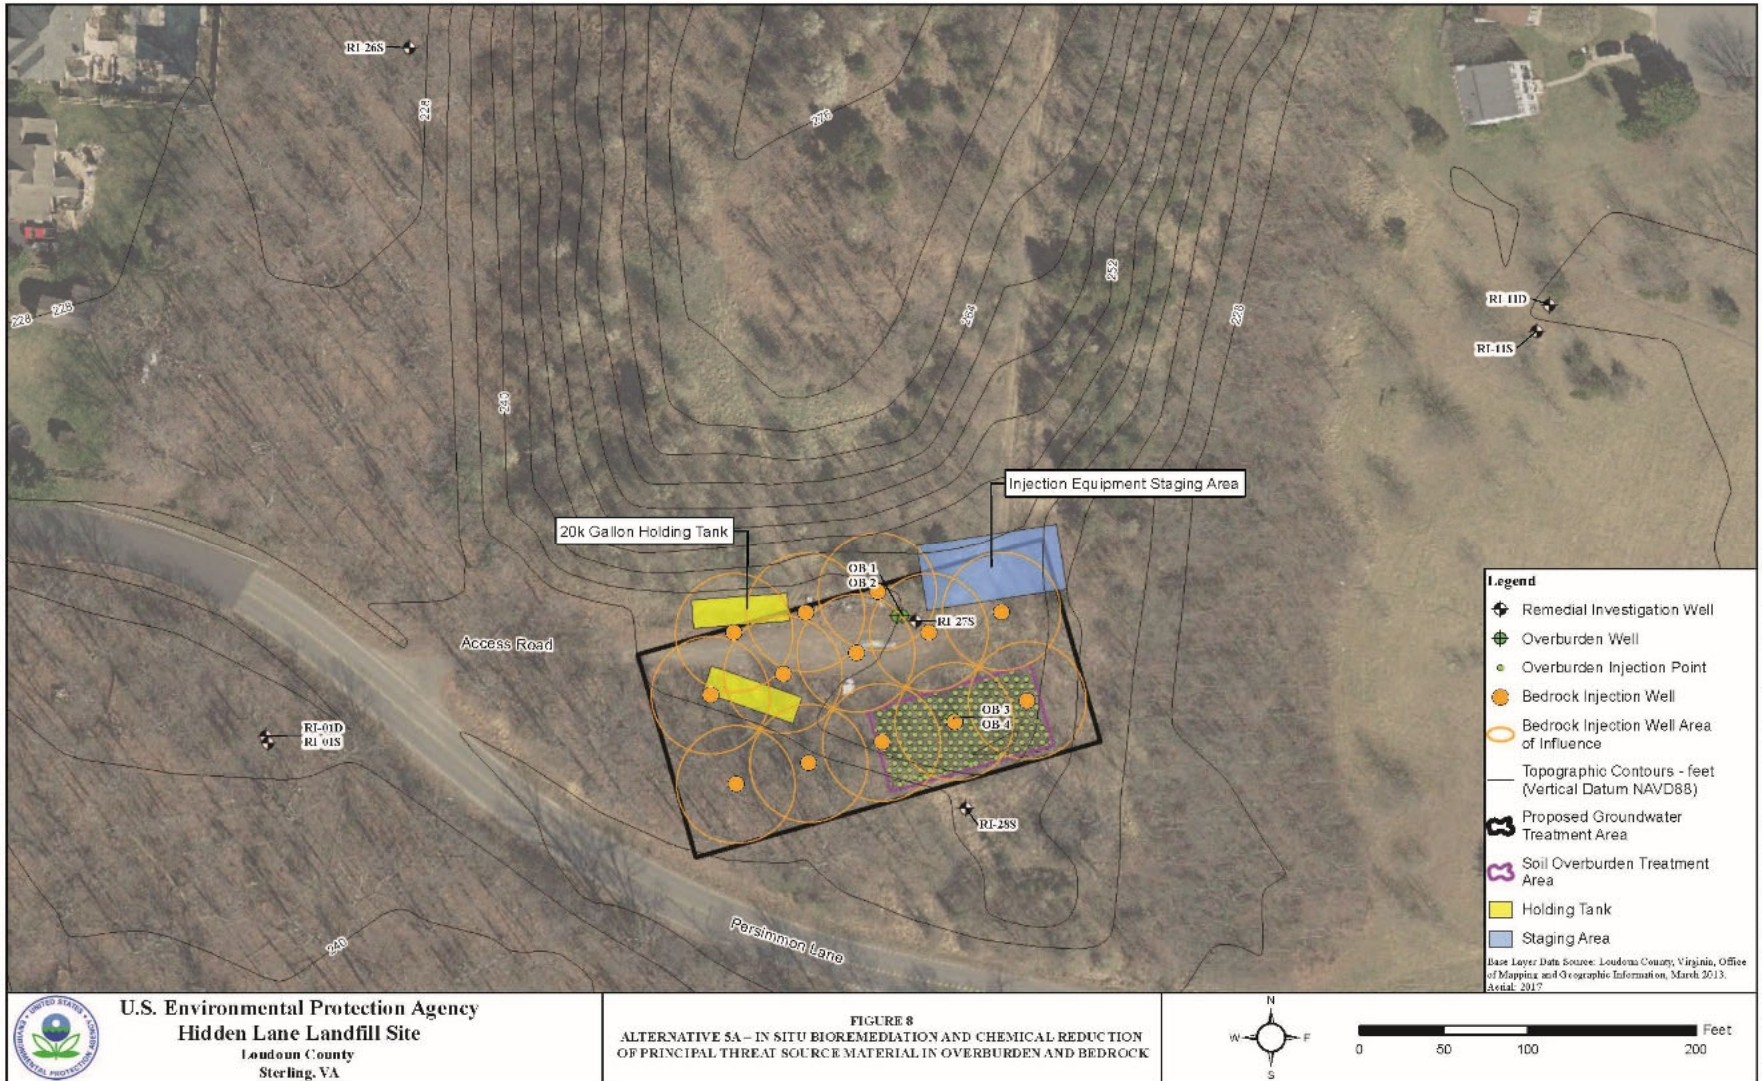 RI-26S
228
276
240
264
252
228
228
228
RI-11D
RI-11S
Injection Equipment Staging Area
20k Gallon Holding Tank
OB 1
OB 2
RI-27S
Access Road
OB 3
OB 4
RI-01D
RI-01S
RI-28S
Persimmon Lane
240
Legend
Remedial Investigation Well
Overburden Well
Overburden Injection Point
Bedrock Injection Well
Bedrock Injection Well Area
of Influence
Topographic Contours - feet
(Vertical Datum NAVD88)
Proposed Groundwater
Treatment Area
Soil Overburden Treatment
Area
Holding Tank
Staging Area
Base Layer Data Source: Loudoun County, Virginia, Office
of Mapping and Geographic Information, March 2013.
Aerial: 2017
UNITED STATES
ENVIRONMENTAL PROTECTION AGENCY
U.S. Environmental Protection Agency
Hidden Lane Landfill Site
Loudoun County
Sterling, VA
FIGURE 8
ALTERNATIVE 5A – IN SITU BIOREMEDIATION AND CHEMICAL REDUCTION
OF PRINCIPAL THREAT SOURCE MATERIAL IN OVERBURDEN AND BEDROCK
N
W E
S
Feet
0 50 100 200